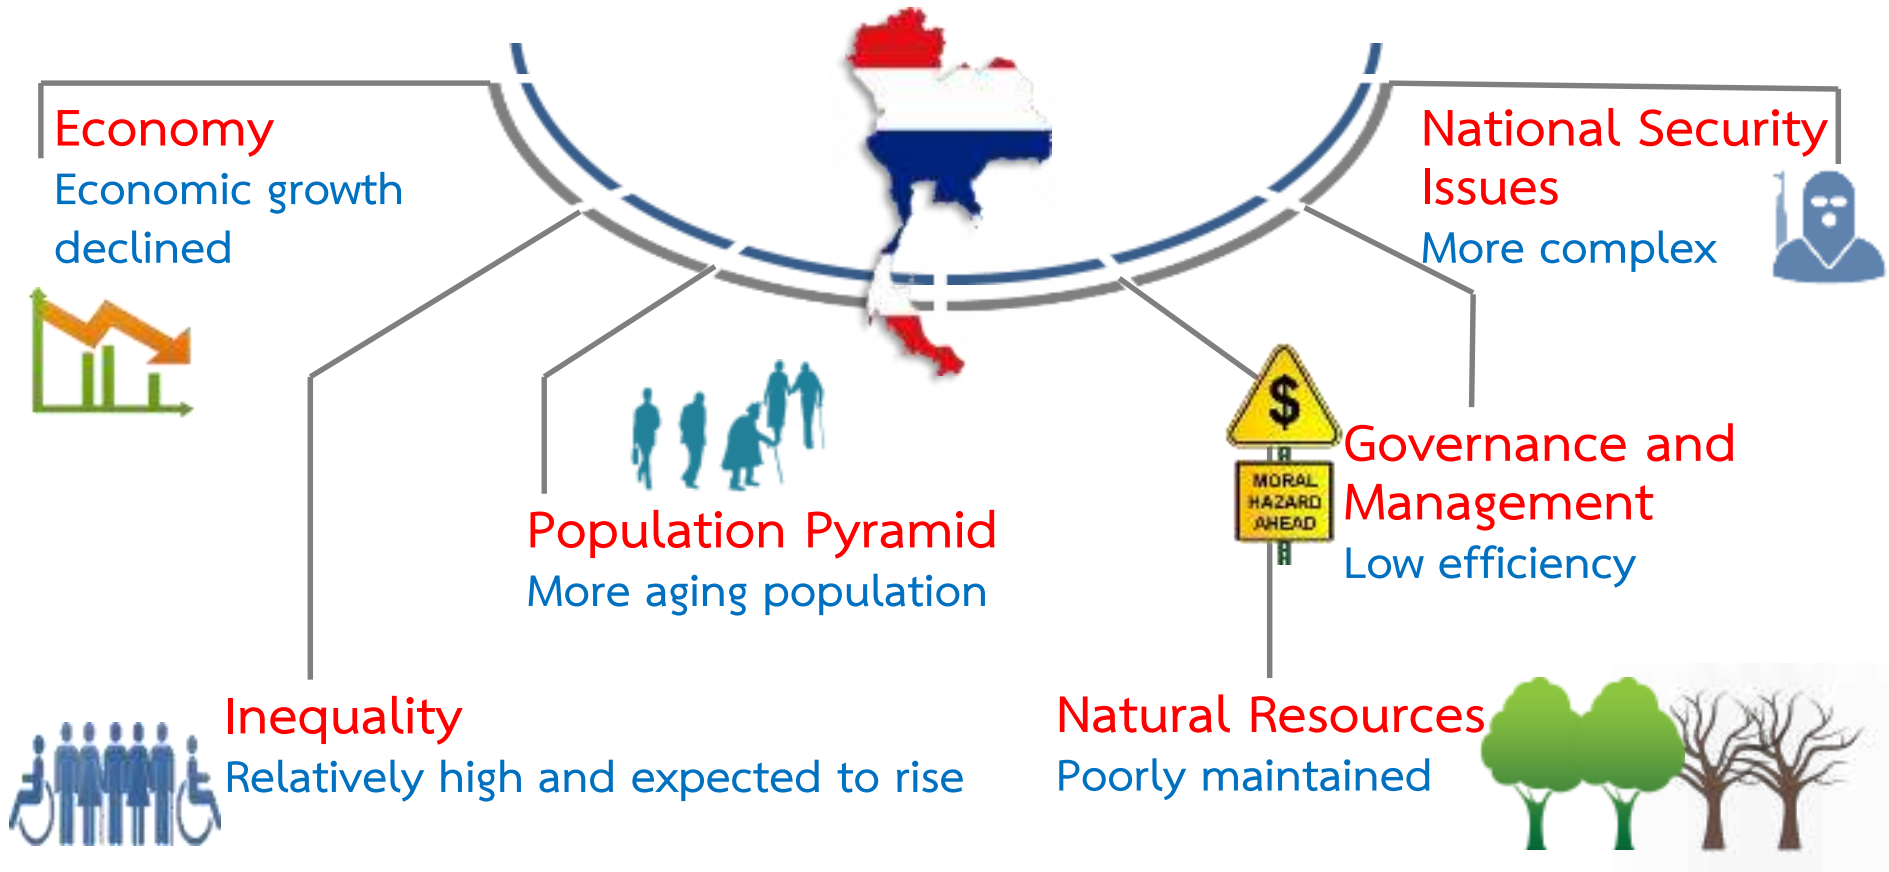 Economy
Economic growth
declined
National Security
Issues
More complex
$
MORAL
HAZARD
AHEAD
Governance and
Management
Low efficiency
Population Pyramid
More aging population
Inequality
Relatively high and expected to rise
Natural Resources
Poorly maintained